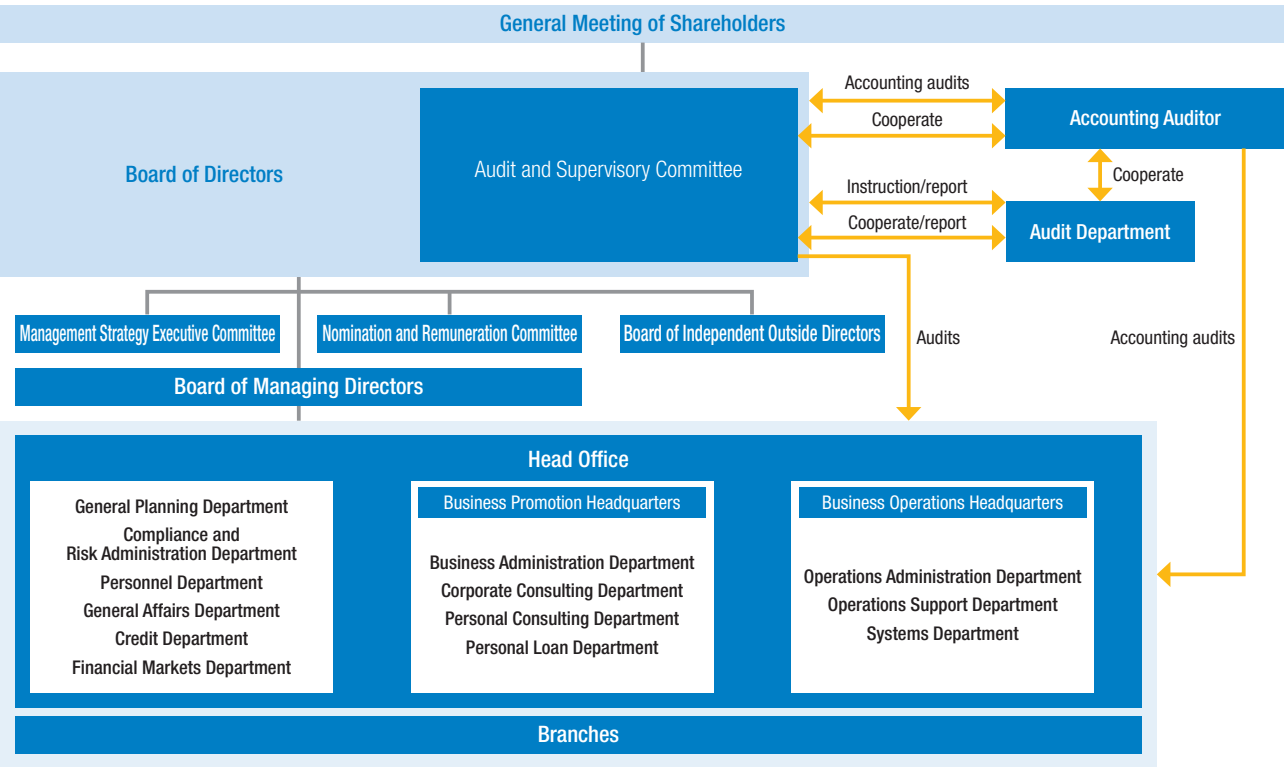 General Meeting of Shareholders
Board of Directors
Audit and Supervisory Committee
Accounting audits
Cooperate
Accounting Auditor
Cooperate
Instruction/report
Cooperate/report
Audit Department
Management Strategy Executive Committee
Nomination and Remuneration Committee
Board of Independent Outside Directors
Audits
Accounting audits
Board of Managing Directors
Head Office
General Planning Department
Compliance and
Risk Administration Department
Personnel Department
General Affairs Department
Credit Department
Financial Markets Department
Business Promotion Headquarters
Business Administration Department
Corporate Consulting Department
Personal Consulting Department
Personal Loan Department
Business Operations Headquarters
Operations Administration Department
Operations Support Department
Systems Department
Branches